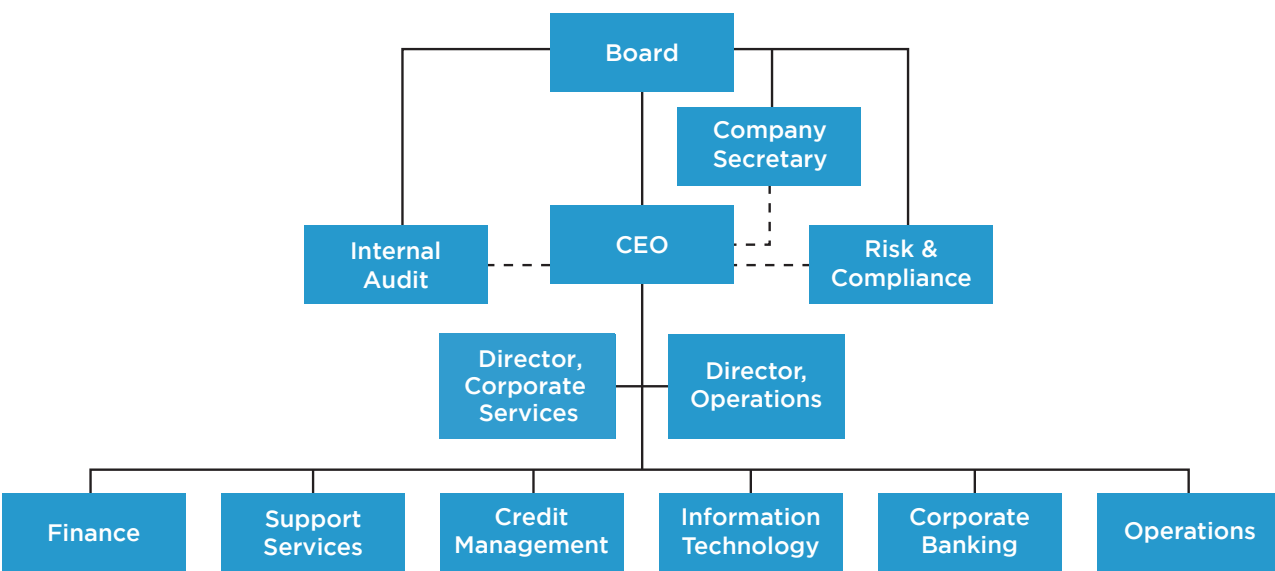 Board
Company
Secretary
CEO
Internal
Audit
Risk &
Compliance
Director,
Corporate
Services
Director,
Operations
Finance
Support
Services
Credit
Management
Information
Technology
Corporate
Banking
Operations